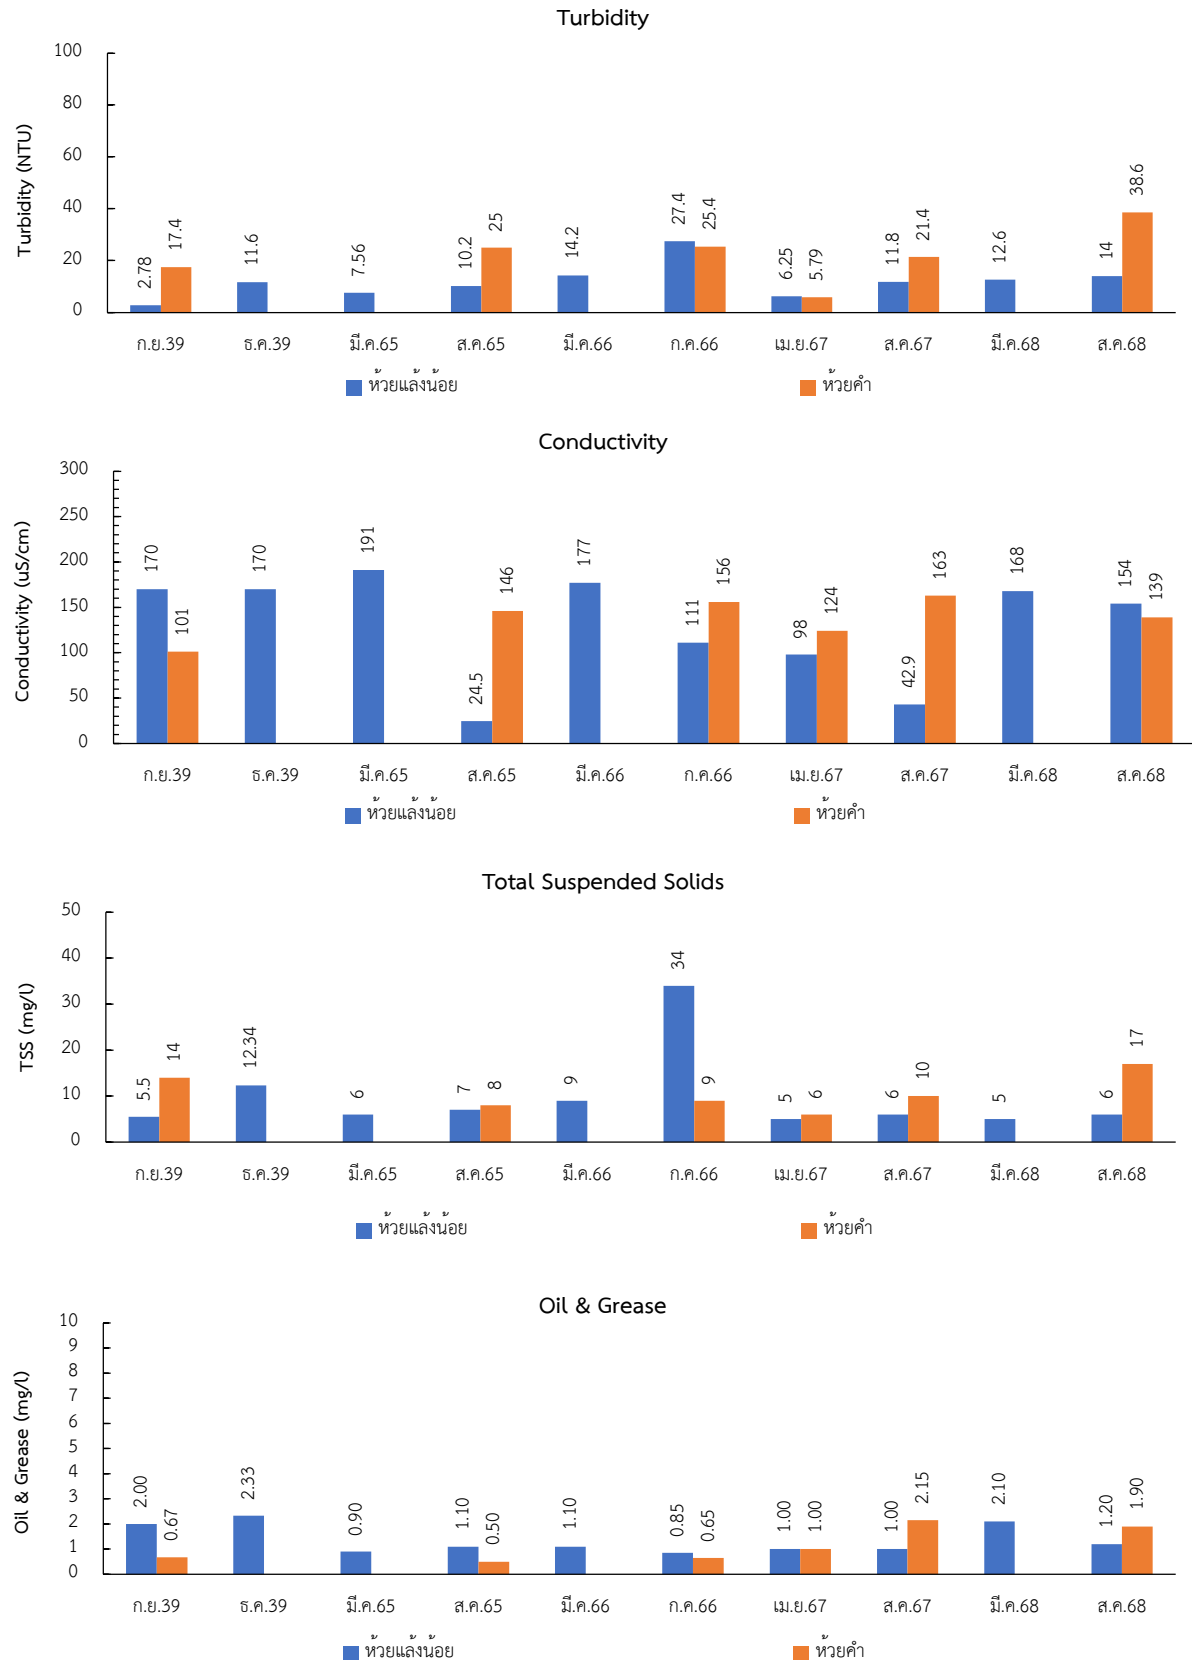 Turbidity
Turbidity (NTU)
100
80
60
40
20
0
2.78 17.4 11.6 7.56 10.2 25 14.2 27.4 25.4 6.25 5.79 11.8 21.4 12.6 14 38.6
ก.ย.39 ธ.ค.39 มี.ค.65 ส.ค.65 มี.ค.66 ก.ค.66 เม.ย.67 ส.ค.67 มี.ค.68 ส.ค.68
ห้วยแล้งน้อย ห้วยคำ
Conductivity
Conductivity (uS/cm)
300
250
200
150
100
50
0
170 101 170 191 24.5 146 177 111 156 98 124 42.9 163 168 154 139
ก.ย.39 ธ.ค.39 มี.ค.65 ส.ค.65 มี.ค.66 ก.ค.66 เม.ย.67 ส.ค.67 มี.ค.68 ส.ค.68
ห้วยแล้งน้อย ห้วยคำ
Total Suspended Solids
TSS (mg/l)
50
40
30
20
10
0
5.5 14 12.34 6 7 8 9 34 9 5 6 6 10 5 6 17
ก.ย.39 ธ.ค.39 มี.ค.65 ส.ค.65 มี.ค.66 ก.ค.66 เม.ย.67 ส.ค.67 มี.ค.68 ส.ค.68
ห้วยแล้งน้อย ห้วยคำ
Oil & Grease
Oil & Grease (mg/l)
10
9
8
7
6
5
4
3
2
1
0
2.00 0.67 2.33 0.90 1.10 0.50 1.10 0.85 0.65 1.00 1.00 1.00 2.15 2.10 1.20 1.90
ก.ย.39 ธ.ค.39 มี.ค.65 ส.ค.65 มี.ค.66 ก.ค.66 เม.ย.67 ส.ค.67 มี.ค.68 ส.ค.68
ห้วยแล้งน้อย ห้วยคำ